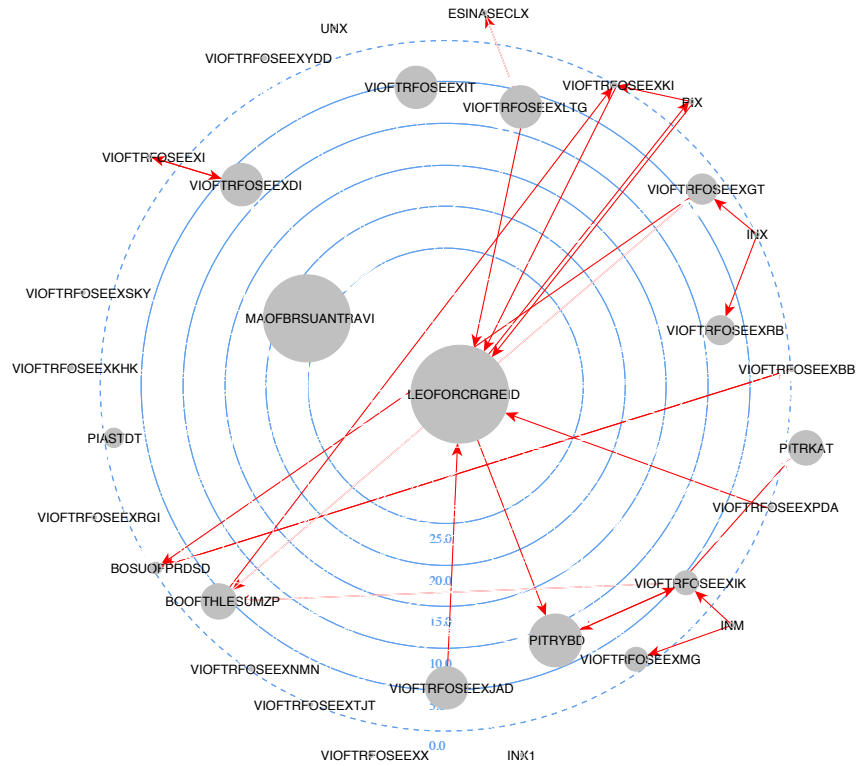 ESINASECLX
UNX
VIOFTRFOSEEXYDD
VIOFTRFOSEEXIT
VIOFTRFOSEEXKI
PIX
VIOFTRFOSEEXLTG
VIOFTRFOSEEXI
VIOFTRFOSEEXDI
VIOFTRFOSEEXGT
INX
VIOFTRFOSEEXSKY
MAOFBRSUANTRAVI
VIOFTRFOSEEXRB
VIOFTRFOSEEXKHK
VIOFTRFOSEEXBB
LEOFORCRGREID
PIASTDT
PITRKAT
VIOFTRFOSEEXRGI
VIOFTRFOSEEXPDA
25.0
BOSUOFPRDSD
20.0
VIOFTRFOSEEXIK
BOOFTHLESUMZP
15.0
INM
PITRYBD
VIOFTRFOSEEXMG
10.0
VIOFTRFOSEEXNMN
VIOFTRFOSEEXJAD
VIOFTRFOSEEXTJT
0.0
VIOFTRFOSEEXX
INX1